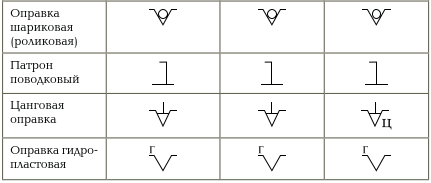 Оправка
шариковая
(роликовая)
Патрон
поводковый
Цанговая
оправка
Ц
Оправка гидро-
пластовая
Г Г Г